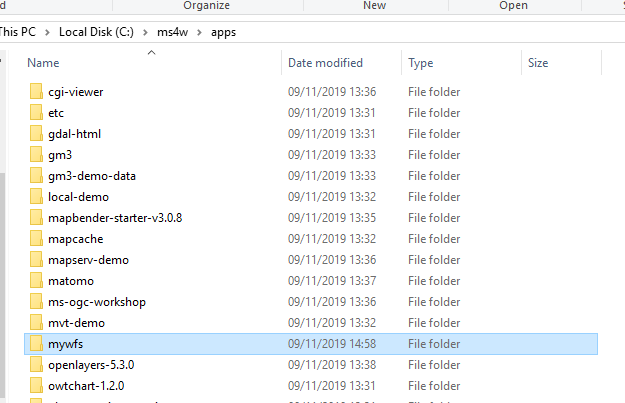 Organize New Open
This PC > Local Disk (C:) > ms4w > apps
Name Date modified Type Size
cgi-viewer 09/11/2019 13:36 File folder
etc 09/11/2019 13:31 File folder
gdal-html 09/11/2019 13:31 File folder
gm3 09/11/2019 13:33 File folder
gm3-demo-data 09/11/2019 13:33 File folder
local-demo 09/11/2019 13:32 File folder
mapbender-starter-v3.0.8 09/11/2019 13:35 File folder
mapcache 09/11/2019 13:32 File folder
mapserv-demo 09/11/2019 13:36 File folder
matomo 09/11/2019 13:37 File folder
ms-ogc-workshop 09/11/2019 13:36 File folder
mvt-demo 09/11/2019 13:32 File folder
mywfs 09/11/2019 14:58 File folder
openlayers-5.3.0 09/11/2019 13:38 File folder
owtchart-1.2.0 09/11/2019 13:31 File folder